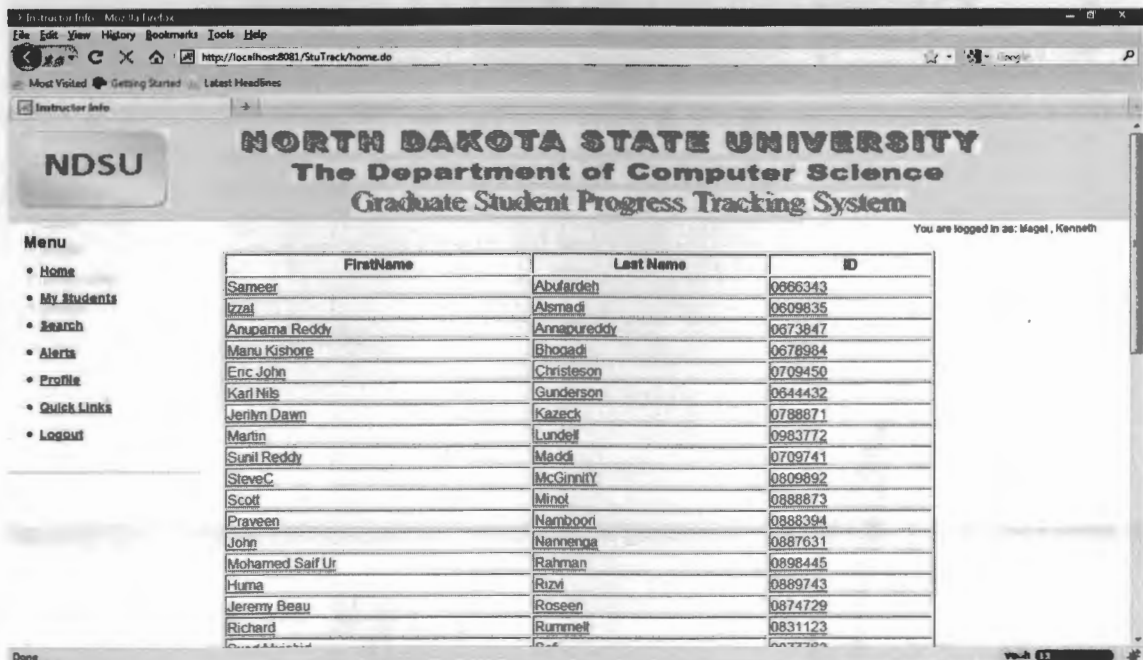 Instructor Info - Mozilla Firefox
File Edit View History Bookmarks Tools Help
http://localhost:8081/StuTrack/home.do
Google
Most Visited Getting Started Latest Headlines
Instructor Info
NDSU
NORTH DAKOTA STATE UNIVERSITY
The Department of Computer Science
Graduate Student Progress Tracking System
You are logged in as: Magel , Kenneth
Menu
• Home
• My Students
• Search
• Alerts
• Profile
• Quick Links
• Logout
FirstName Last Name ID
Sameer Abufardeh 0666343
Izzat Alsmadi 0609835
Anupama Reddy Annapureddy 0673847
Manu Kishore Bhogadi 0678984
Eric John Christeson 0709450
Karl Nils Gunderson 0644432
Jerilyn Dawn Kazeck 0788871
Martin Lundell 0983772
Sunil Reddy Maddi 0709741
SteveC McGinnitY 0809892
Scott Minot 0888873
Praveen Namboori 0888394
John Nannenga 0887631
Mohamed Saif Ur Rahman 0898445
Huma Rizvi 0889743
Jeremy Beau Roseen 0874729
Richard Rummelt 0831123
Done